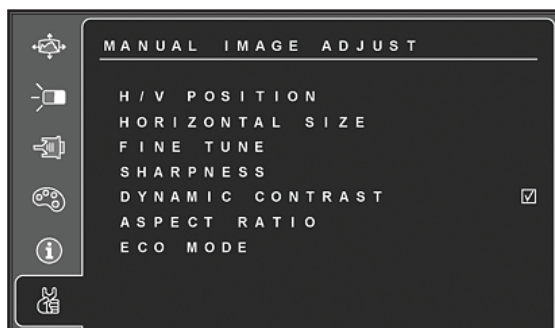 MANUAL IMAGE ADJUST
H/V POSITION
HORIZONTAL SIZE
FINE TUNE
SHARPNESS
DYNAMIC CONTRAST
ASPECT RATIO
ECO MODE